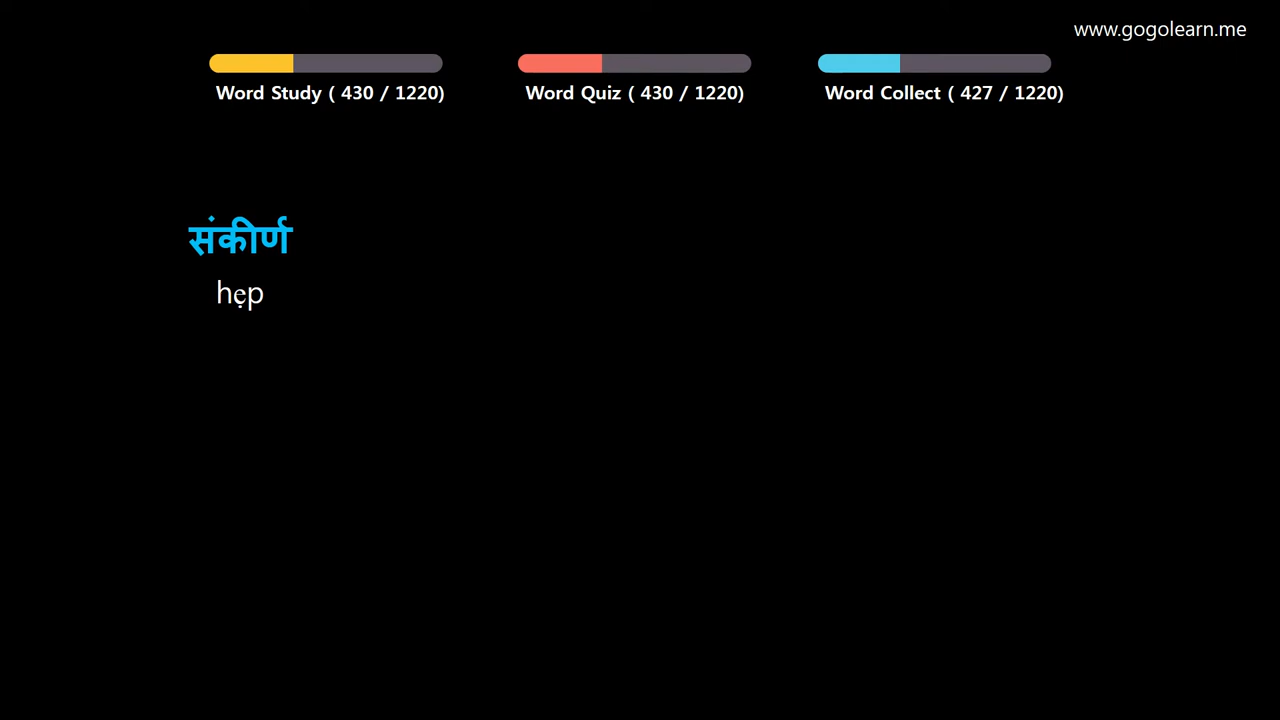 www.gogolearn.me
Word Study ( 430 / 1220)
Word Quiz ( 430 / 1220)
Word Collect ( 427 / 1220)
संकीर्ण
hẹp